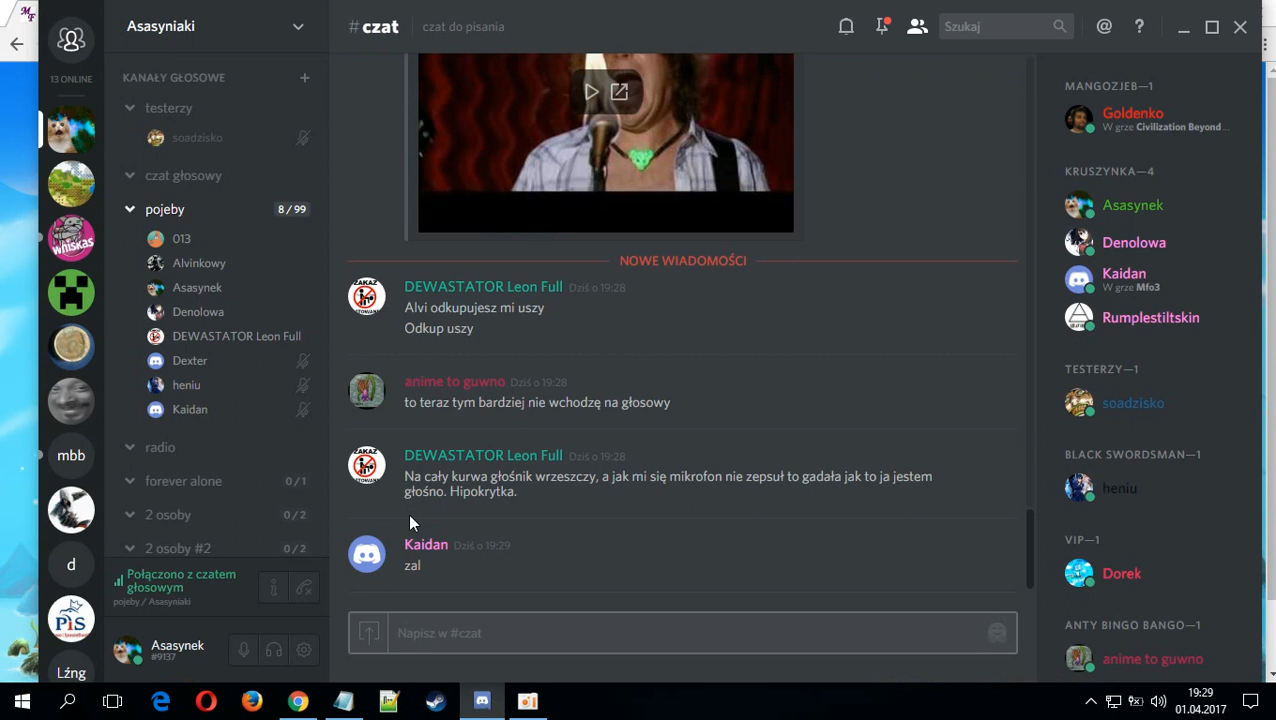 Asasyniaki
#czat
czat do pisania
Szukaj
13 ONLINE
WHISKAS
mbb
d
PiS
Lźng
KANAŁY GŁOSOWE
testerzy
soadzisko
czat głosowy
pojeby
8 / 99
013
Alvinkowy
Asasynek
Denolowa
DEWASTATOR Leon Full
Dexter
heniu
Kaidan
radio
forever alone
0 / 1
2 osoby
0 / 2
2 osoby #2
0 / 2
Połączono z czatem
głosowym
pojeby / Asasyniaki
Asasynek
#9137
NOWE WIADOMOŚCI
ZAKAZ
DEWASTATOR Leon Full Dziś o 19:28
Alvi odkupujesz mi uszy
Odkup uszy
anime to guwno Dziś o 19:28
to teraz tym bardziej nie wchodzę na głosowy
ZAKAZ
DEWASTATOR Leon Full Dziś o 19:28
Na cały kurwa głośnik wrzeszczy, a jak mi się mikrofon nie zepsuł to gadała jak to ja jestem
głośno. Hipokrytka.
Kaidan Dziś o 19:29
zal
Napisz w #czat
MANGOZJEB—1
Goldenko
W grze Civilization Beyond...
KRUSZYNKA—4
Asasynek
Denolowa
Kaidan
W grze Mfo3
Rumplestiltskin
TESTERZY—1
soadzisko
BLACK SWORDSMAN—1
heniu
VIP—1
Dorek
ANTY BINGO BANGO—1
anime to guwno
19:29
01.04.2017